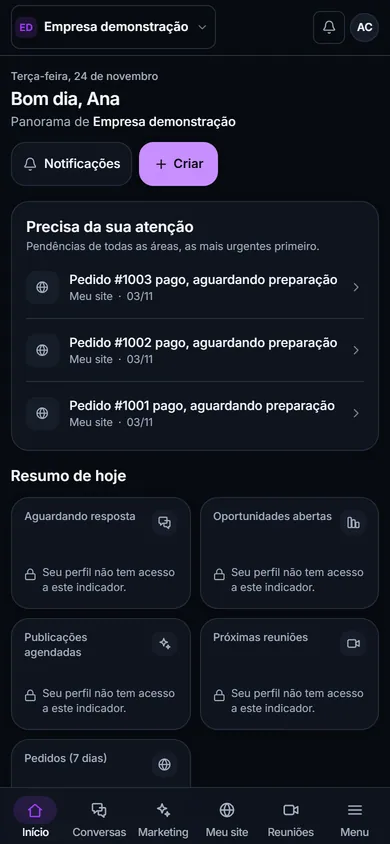 ED Empresa demonstração AC
Terça-feira, 24 de novembro
Bom dia, Ana
Panorama de Empresa demonstração
Notificações
+ Criar
Precisa da sua atenção
Pendências de todas as áreas, as mais urgentes primeiro.
Pedido #1003 pago, aguardando preparação
Meu site · 03/11
Pedido #1002 pago, aguardando preparação
Meu site · 03/11
Pedido #1001 pago, aguardando preparação
Meu site · 03/11
Resumo de hoje
Aguardando resposta
Seu perfil não tem acesso
a este indicador.
Oportunidades abertas
Seu perfil não tem acesso
a este indicador.
Publicações
agendadas
Seu perfil não tem acesso
a este indicador.
Próximas reuniões
Seu perfil não tem acesso
a este indicador.
Pedidos (7 dias)
Início
Conversas
Marketing
Meu site
Reuniões
Menu